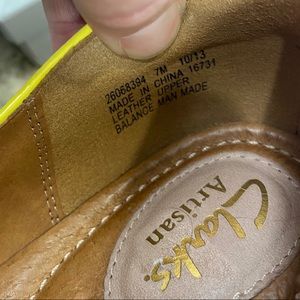 26068394 7M 10/13
MADE IN CHINA 16731
LEATHER UPPER
BALANCE MAN MADE
Clarks.
Artisan